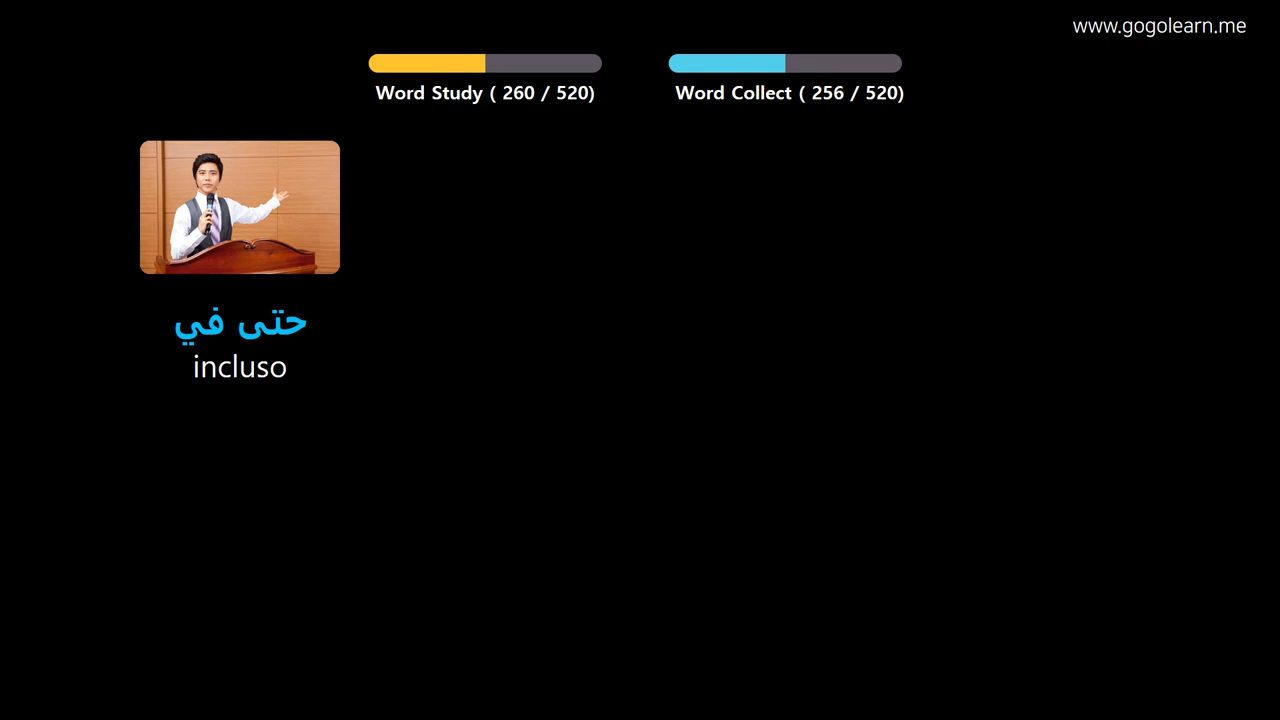 www.gogolearn.me
Word Study ( 260 / 520)
Word Collect ( 256 / 520)
حتى في
incluso